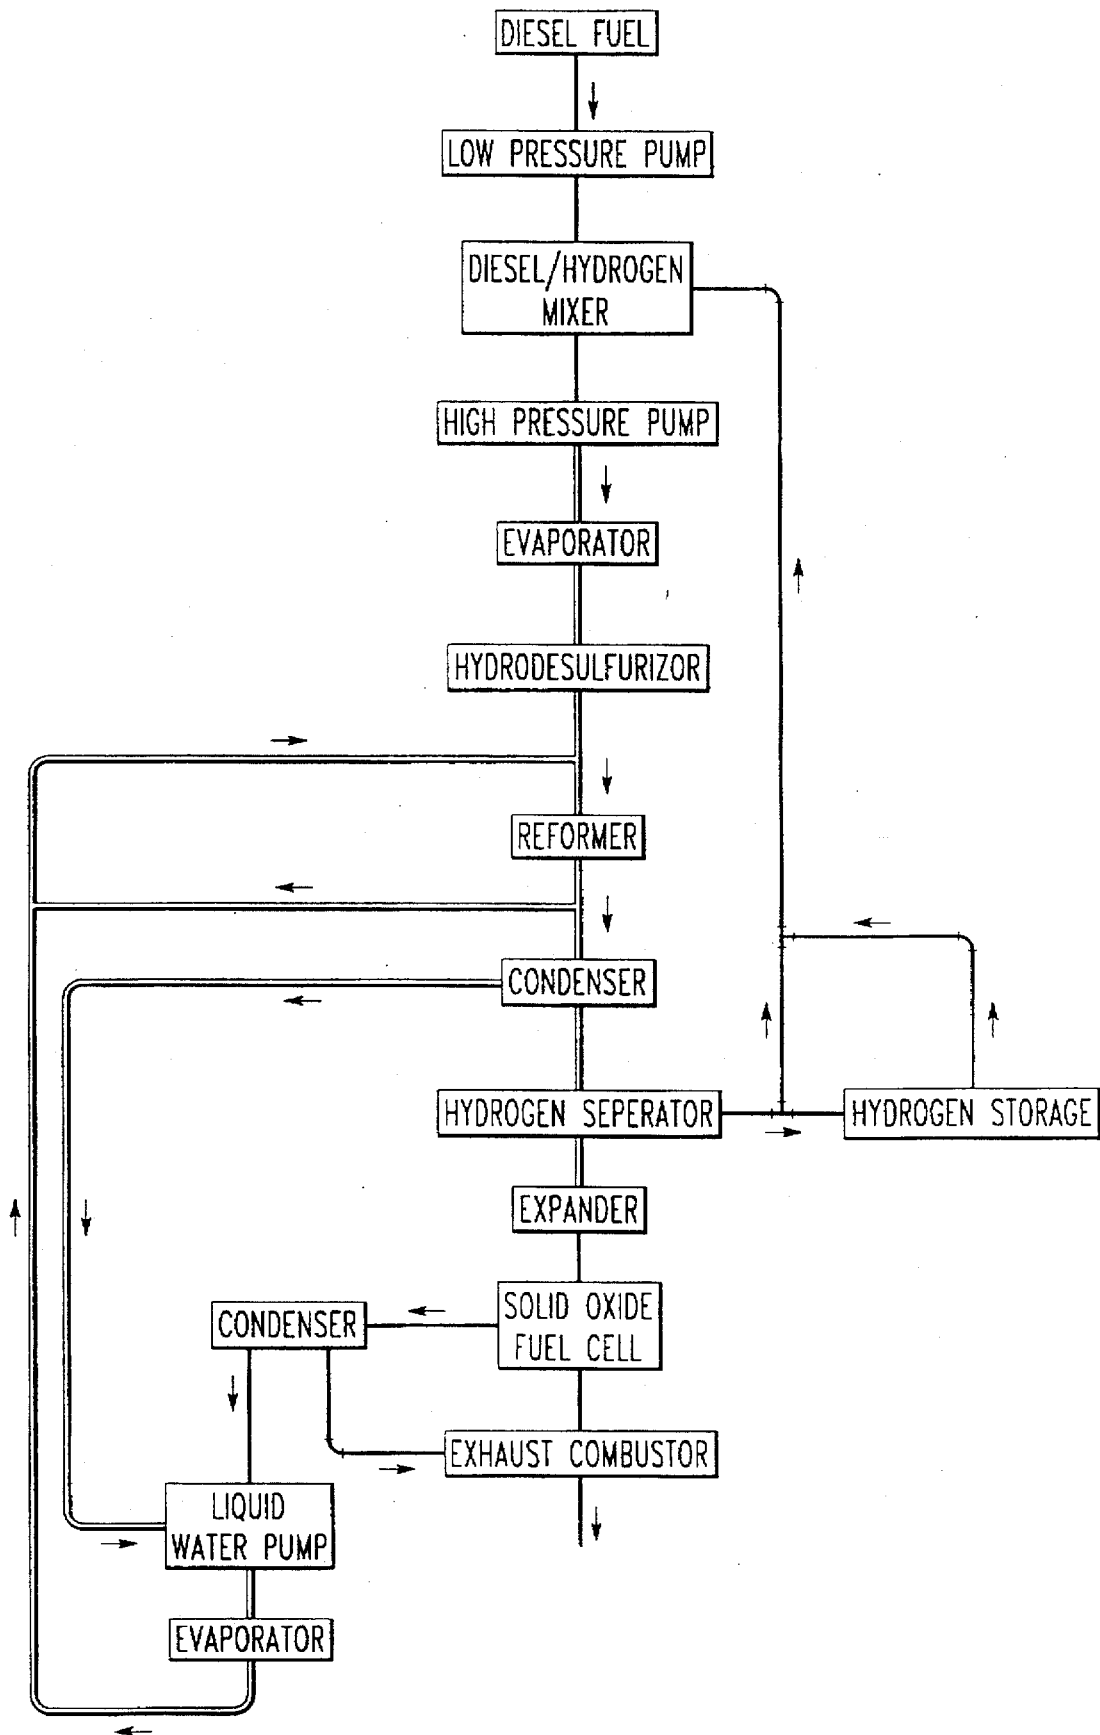 DIESEL FUEL
LOW PRESSURE PUMP
DIESEL/HYDROGEN
MIXER
HIGH PRESSURE PUMP
EVAPORATOR
HYDRODESULFURIZOR
REFORMER
CONDENSER
HYDROGEN SEPERATOR
HYDROGEN STORAGE
EXPANDER
SOLID OXIDE
FUEL CELL
CONDENSER
EXHAUST COMBUSTOR
LIQUID
WATER PUMP
EVAPORATOR